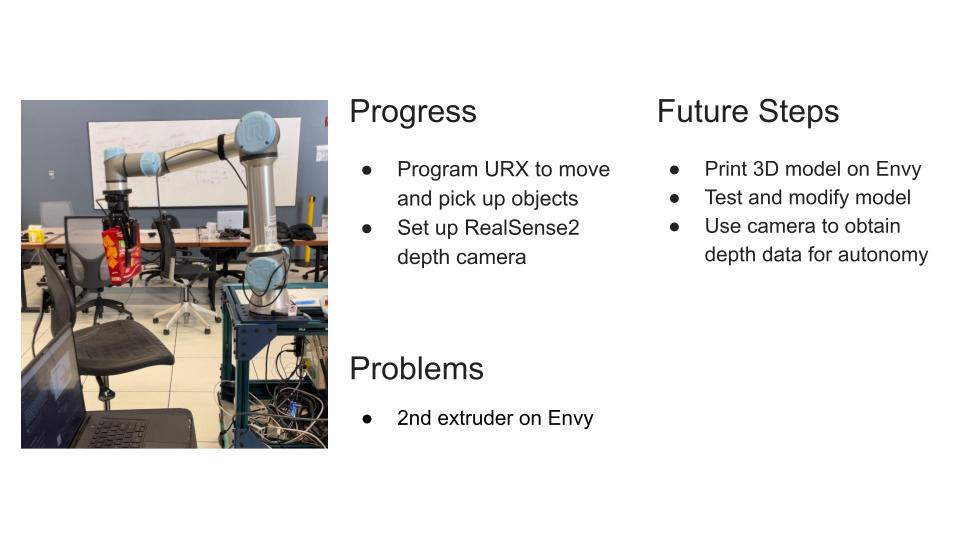 Progress
● Program URX to move
and pick up objects
● Set up RealSense2
depth camera
Future Steps
● Print 3D model on Envy
● Test and modify model
● Use camera to obtain
depth data for autonomy
Problems
● 2nd extruder on Envy